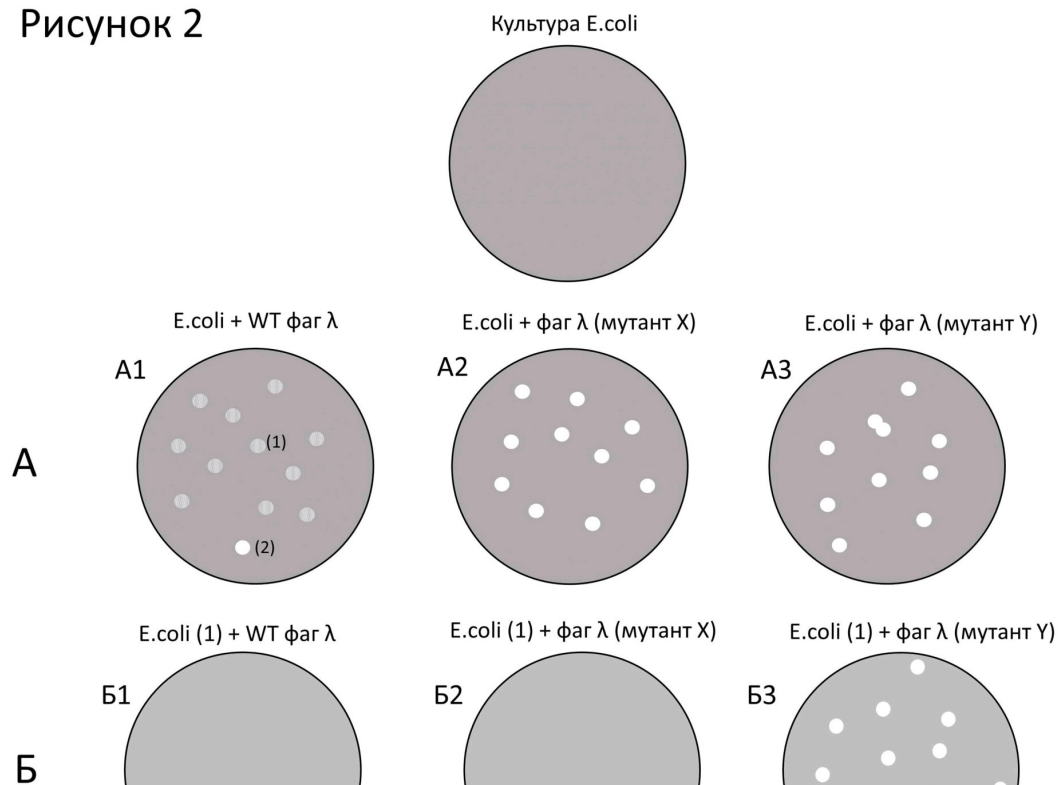 Рисунок 2
Культура E.coli
E.coli + WT фаг λ
E.coli + фаг λ (мутант X)
E.coli + фаг λ (мутант Y)
А1
А2
А3
(1)
А
(2)
E.coli (1) + WT фаг λ
E.coli (1) + фаг λ (мутант X)
E.coli (1) + фаг λ (мутант Y)
Б1
Б2
Б3
Б